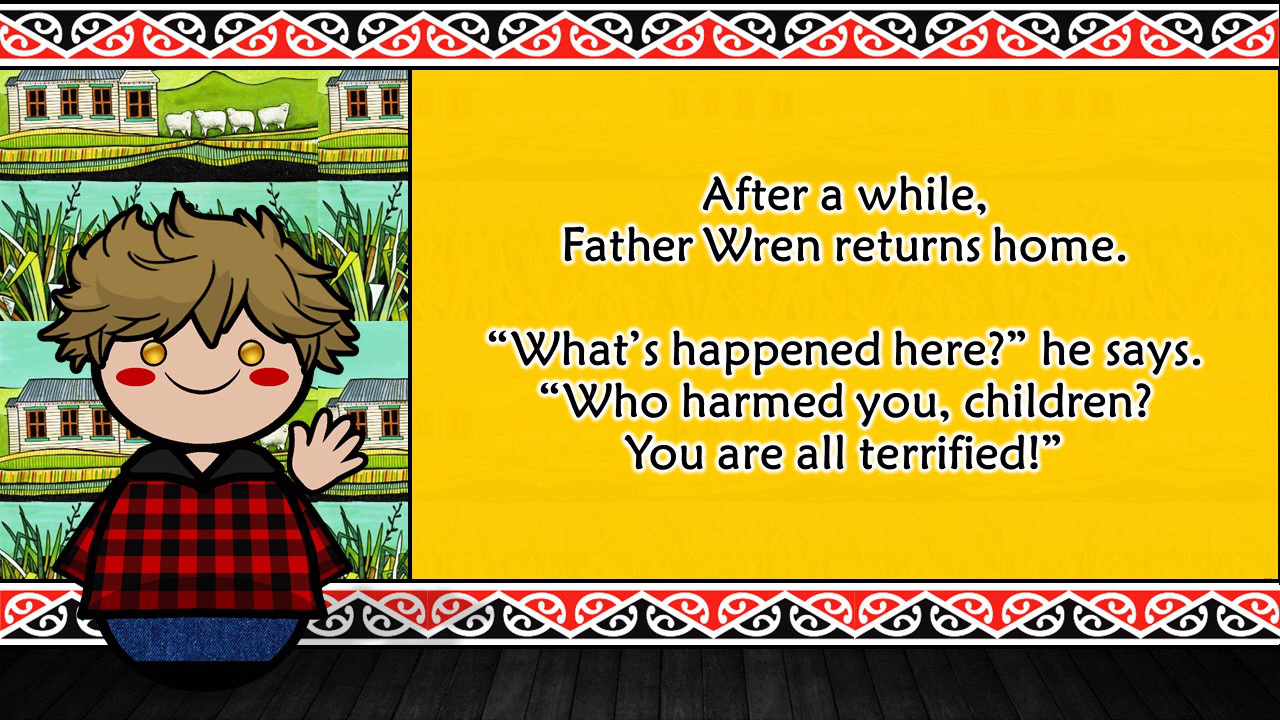 After a while,
Father Wren returns home.
“What’s happened here?” he says.
“Who harmed you, children?
You are all terrified!”